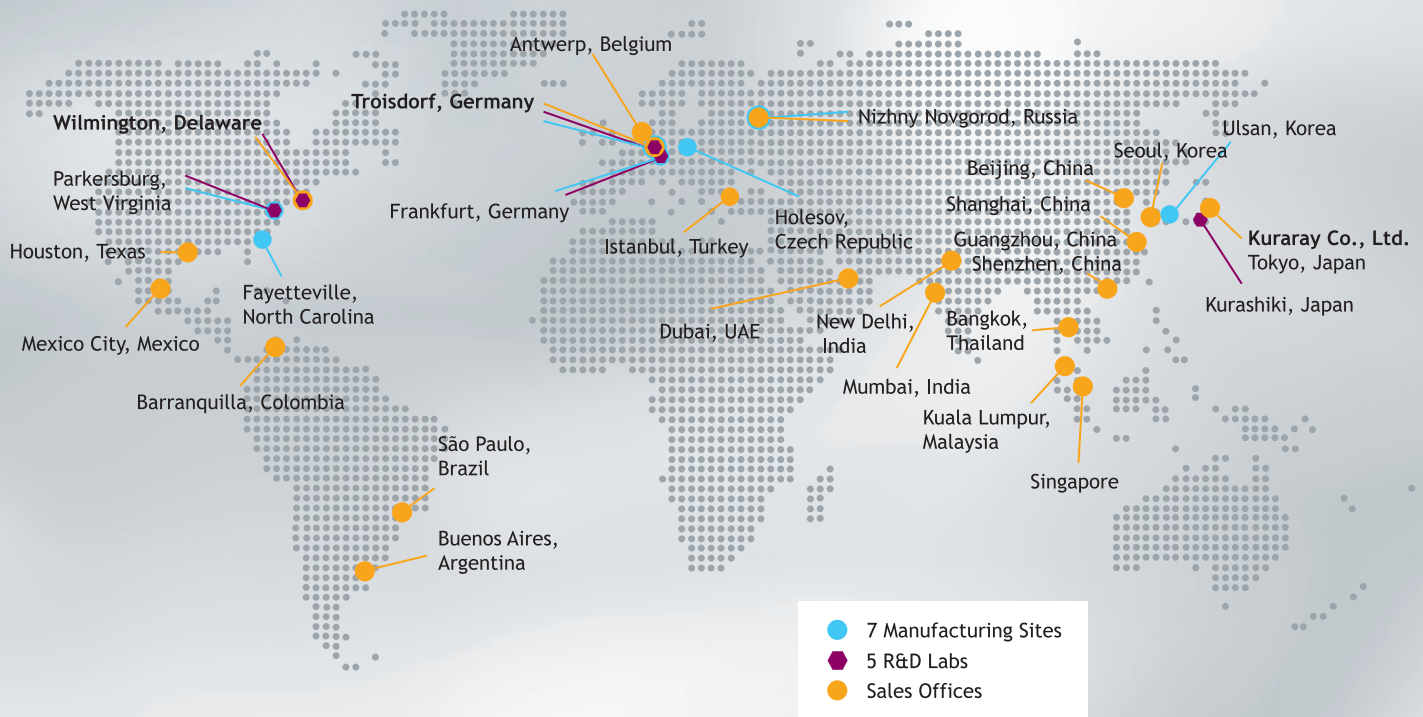 Antwerp, Belgium
Troisdorf, Germany
Wilmington, Delaware
Nizhny Novgorod, Russia
Ulsan, Korea
Seoul, Korea
Beijing, China
Parkersburg,
West Virginia
Shanghai, China
Frankfurt, Germany
Holesov,
Czech Republic
Istanbul, Turkey
Guangzhou, China
Shenzhen, China
Kuraray Co., Ltd.
Tokyo, Japan
Houston, Texas
Fayetteville,
North Carolina
Kurashiki, Japan
Mexico City, Mexico
Dubai, UAE
New Delhi,
India
Bangkok,
Thailand
Mumbai, India
Barranquilla, Colombia
Kuala Lumpur,
Malaysia
São Paulo,
Brazil
Singapore
Buenos Aires,
Argentina
7 Manufacturing Sites
5 R&D Labs
Sales Offices